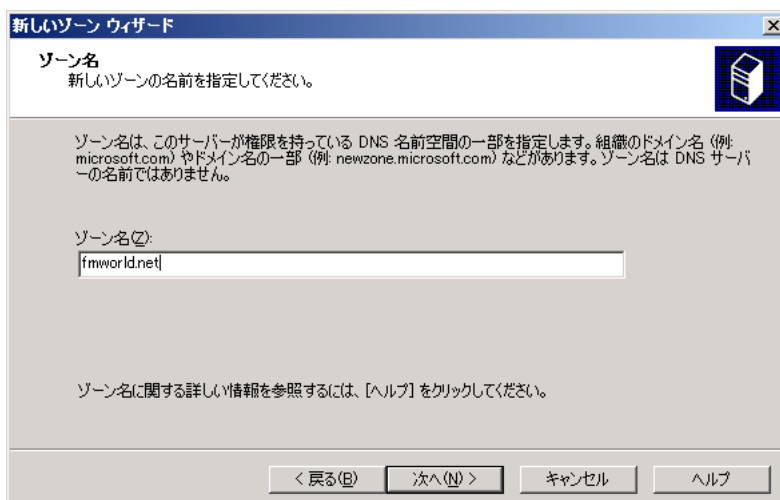 新しいゾーン ウィザード
ゾーン名
新しいゾーンの名前を指定してください。
ゾーン名は、このサーバーが権限を持っている DNS 名前空間の一部を指定します。組織のドメイン名 (例:
microsoft.com) やドメイン名の一部 (例: newzone.microsoft.com) などがあります。ゾーン名は DNS サーバ
ーの名前ではありません。
ゾーン名(Z):
fmworld.net
ゾーン名に関する詳しい情報を参照するには、[ヘルプ] をクリックしてください。
< 戻る(B) 次へ(N) > キャンセル ヘルプ